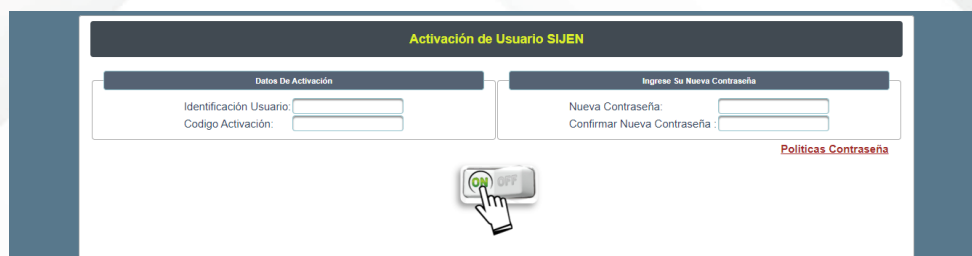 Activación de Usuario SIJEN
Datos De Activación
Identificación Usuario:
Codigo Activación:
Ingrese Su Nueva Contraseña
Nueva Contraseña:
Confirmar Nueva Contraseña :
Politicas Contraseña
ON OFF